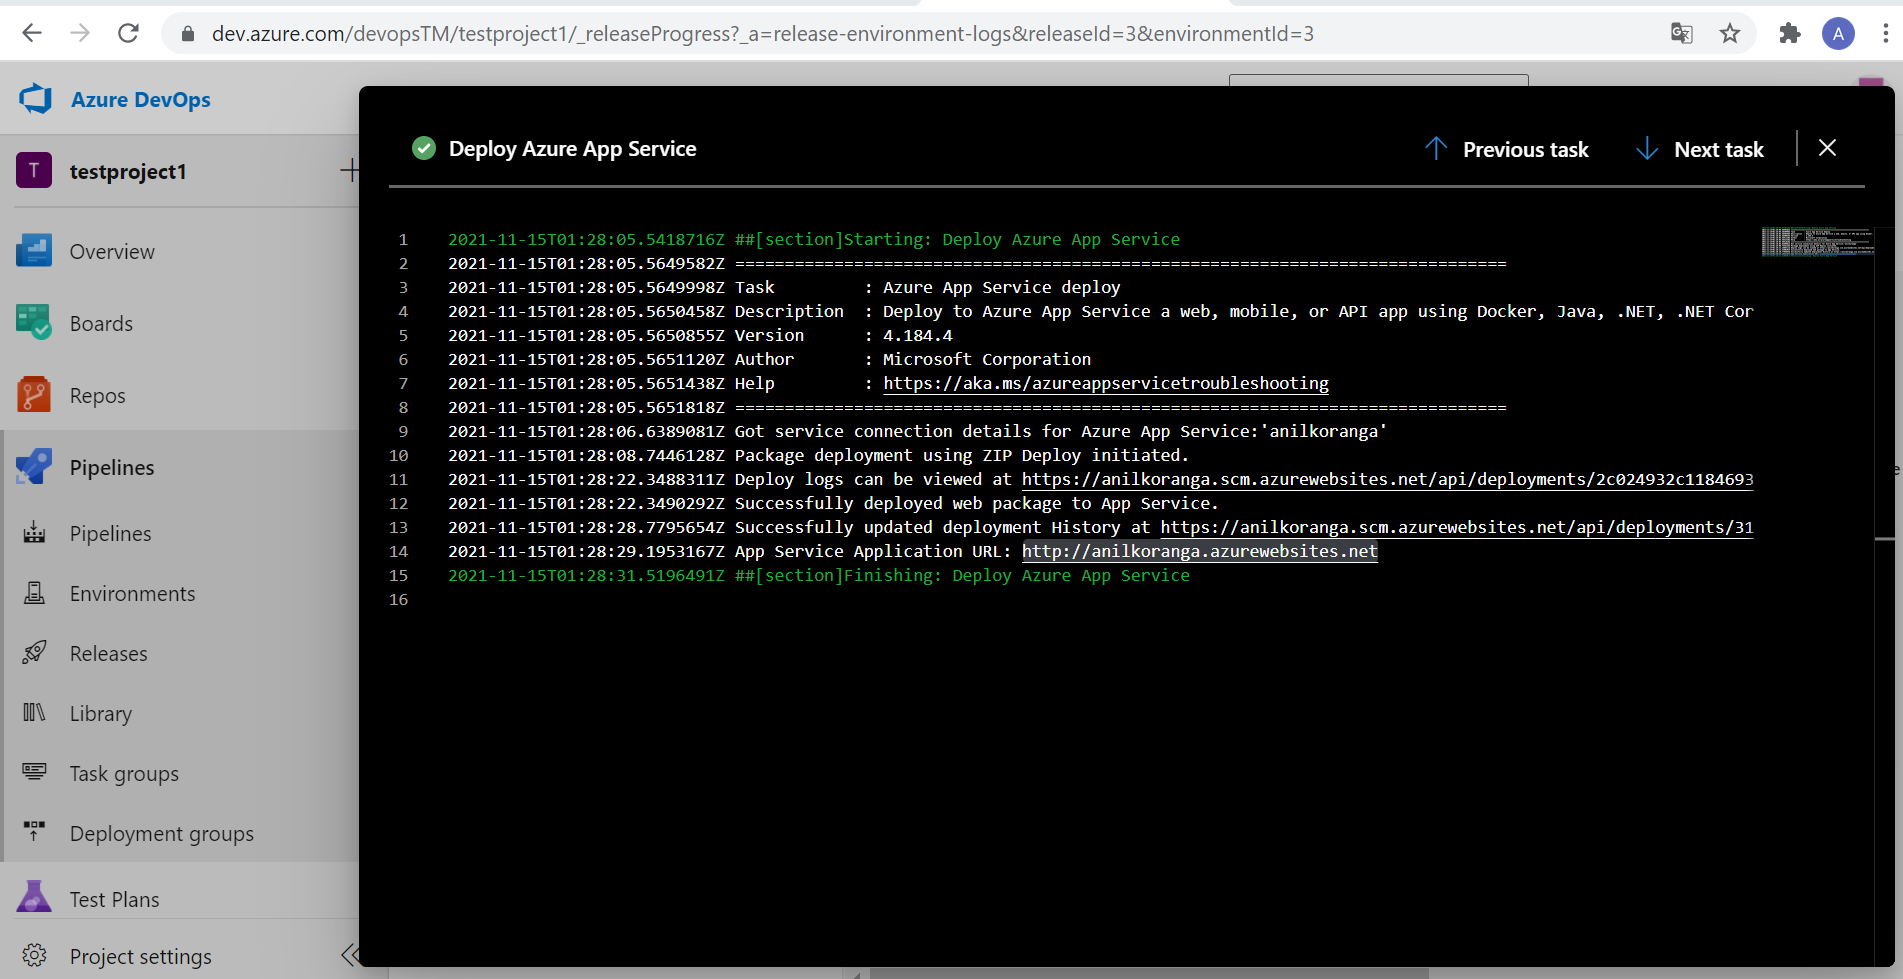 dev.azure.com/devopsTM/testproject1/_releaseProgress?_a=release-environment-logs&releaseId=3&environmentId=3
A
Azure DevOps
T testproject1
Overview
Boards
Repos
Pipelines
Pipelines
Environments
Releases
Library
Task groups
Deployment groups
Test Plans
Project settings
Deploy Azure App Service
Previous task
Next task
1 2021-11-15T01:28:05.5418716Z ##[section]Starting: Deploy Azure App Service
2 2021-11-15T01:28:05.5649582Z ==============================================================================
3 2021-11-15T01:28:05.5649998Z Task         : Azure App Service deploy
4 2021-11-15T01:28:05.5650458Z Description  : Deploy to Azure App Service a web, mobile, or API app using Docker, Java, .NET, .NET Cor
5 2021-11-15T01:28:05.5650855Z Version      : 4.184.4
6 2021-11-15T01:28:05.5651120Z Author       : Microsoft Corporation
7 2021-11-15T01:28:05.5651438Z Help         : https://aka.ms/azureappservicetroubleshooting
8 2021-11-15T01:28:05.5651818Z ==============================================================================
9 2021-11-15T01:28:06.6389081Z Got service connection details for Azure App Service:'anilkoranga'
10 2021-11-15T01:28:08.7446128Z Package deployment using ZIP Deploy initiated.
11 2021-11-15T01:28:22.3488311Z Deploy logs can be viewed at https://anilkoranga.scm.azurewebsites.net/api/deployments/2c024932c1184693
12 2021-11-15T01:28:22.3490292Z Successfully deployed web package to App Service.
13 2021-11-15T01:28:28.7795654Z Successfully updated deployment History at https://anilkoranga.scm.azurewebsites.net/api/deployments/31
14 2021-11-15T01:28:29.1953167Z App Service Application URL: http://anilkoranga.azurewebsites.net
15 2021-11-15T01:28:31.5196491Z ##[section]Finishing: Deploy Azure App Service
16